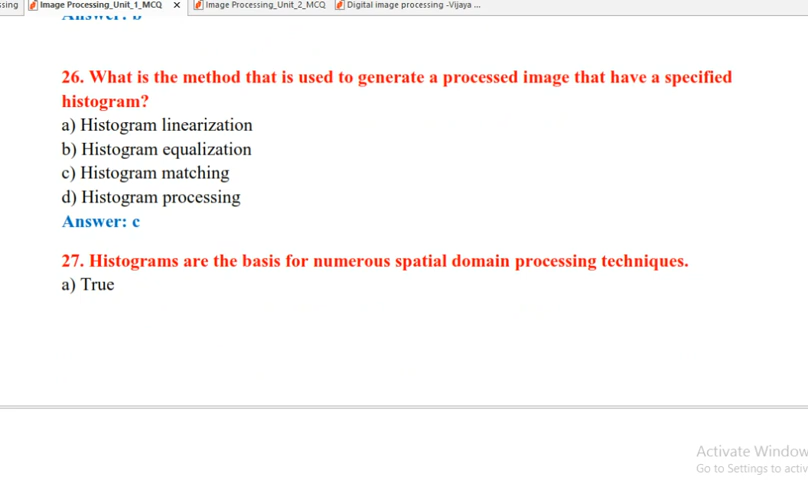 ssing Image Processing_Unit_1_MCQ × Image Processing_Unit_2_MCQ Digital image processing -Vijaya ...
Answer: b
26. What is the method that is used to generate a processed image that have a specified
histogram?
a) Histogram linearization
b) Histogram equalization
c) Histogram matching
d) Histogram processing
Answer: c
27. Histograms are the basis for numerous spatial domain processing techniques.
a) True
Activate Window
Go to Settings to activ